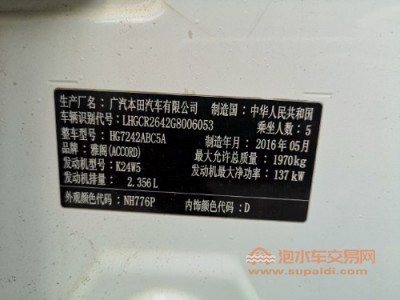 生产厂名：广汽本田汽车有限公司 制造国：中华人民共和国
车辆识别代号：LHGCR2642G8006053 乘坐人数：5
整车型号：HG7242ABC5A 制造年月：2016年05月
品牌：雅阁(ACCORD) 最大允许总质量：1970kg
发动机型号：K24W5 发动机最大净功率：137kW
发动机排量：2.356L
外观颜色代码：NH776P 内饰颜色代码：D
泡水车交易网
www.supaidi.com